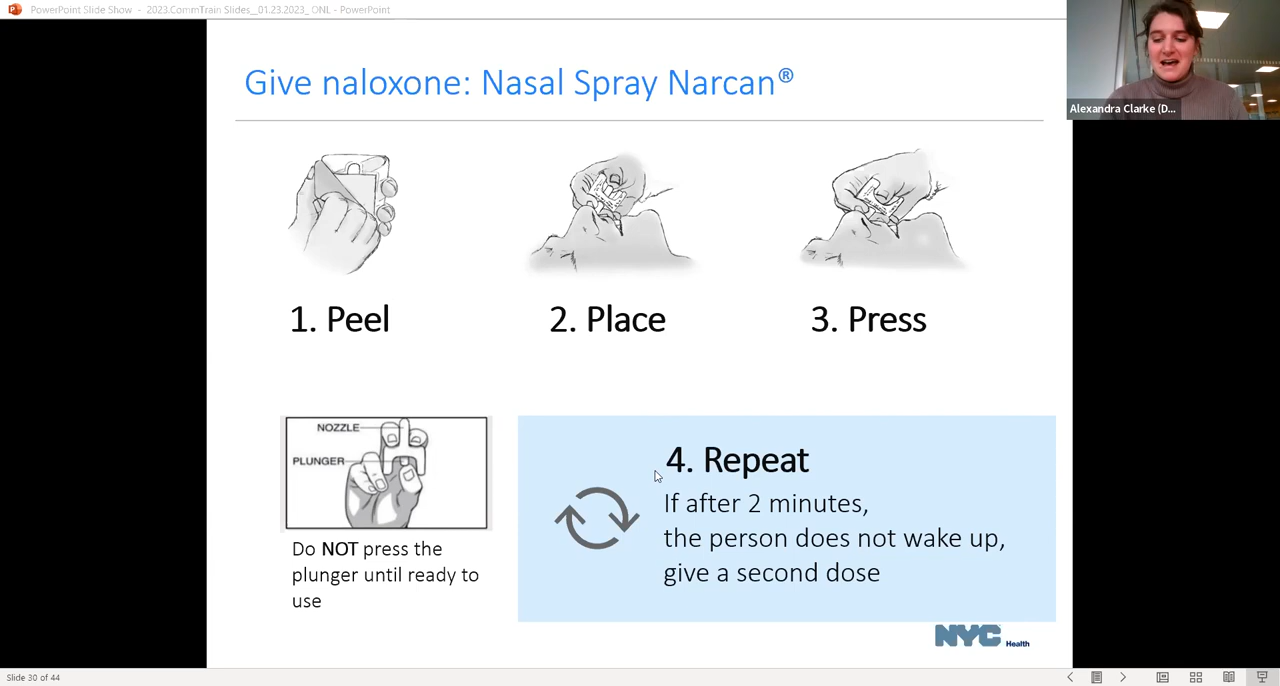 PowerPoint Slide Show - 2023.CommTrain Slides_01.23.2023_ ONL - PowerPoint
Alexandra Clarke (D...
Give naloxone: Nasal Spray Narcan®
1. Peel
2. Place
3. Press
NOZZLE
PLUNGER
Do NOT press the
plunger until ready to
use
4. Repeat
If after 2 minutes,
the person does not wake up,
give a second dose
NYC Health
Slide 30 of 44